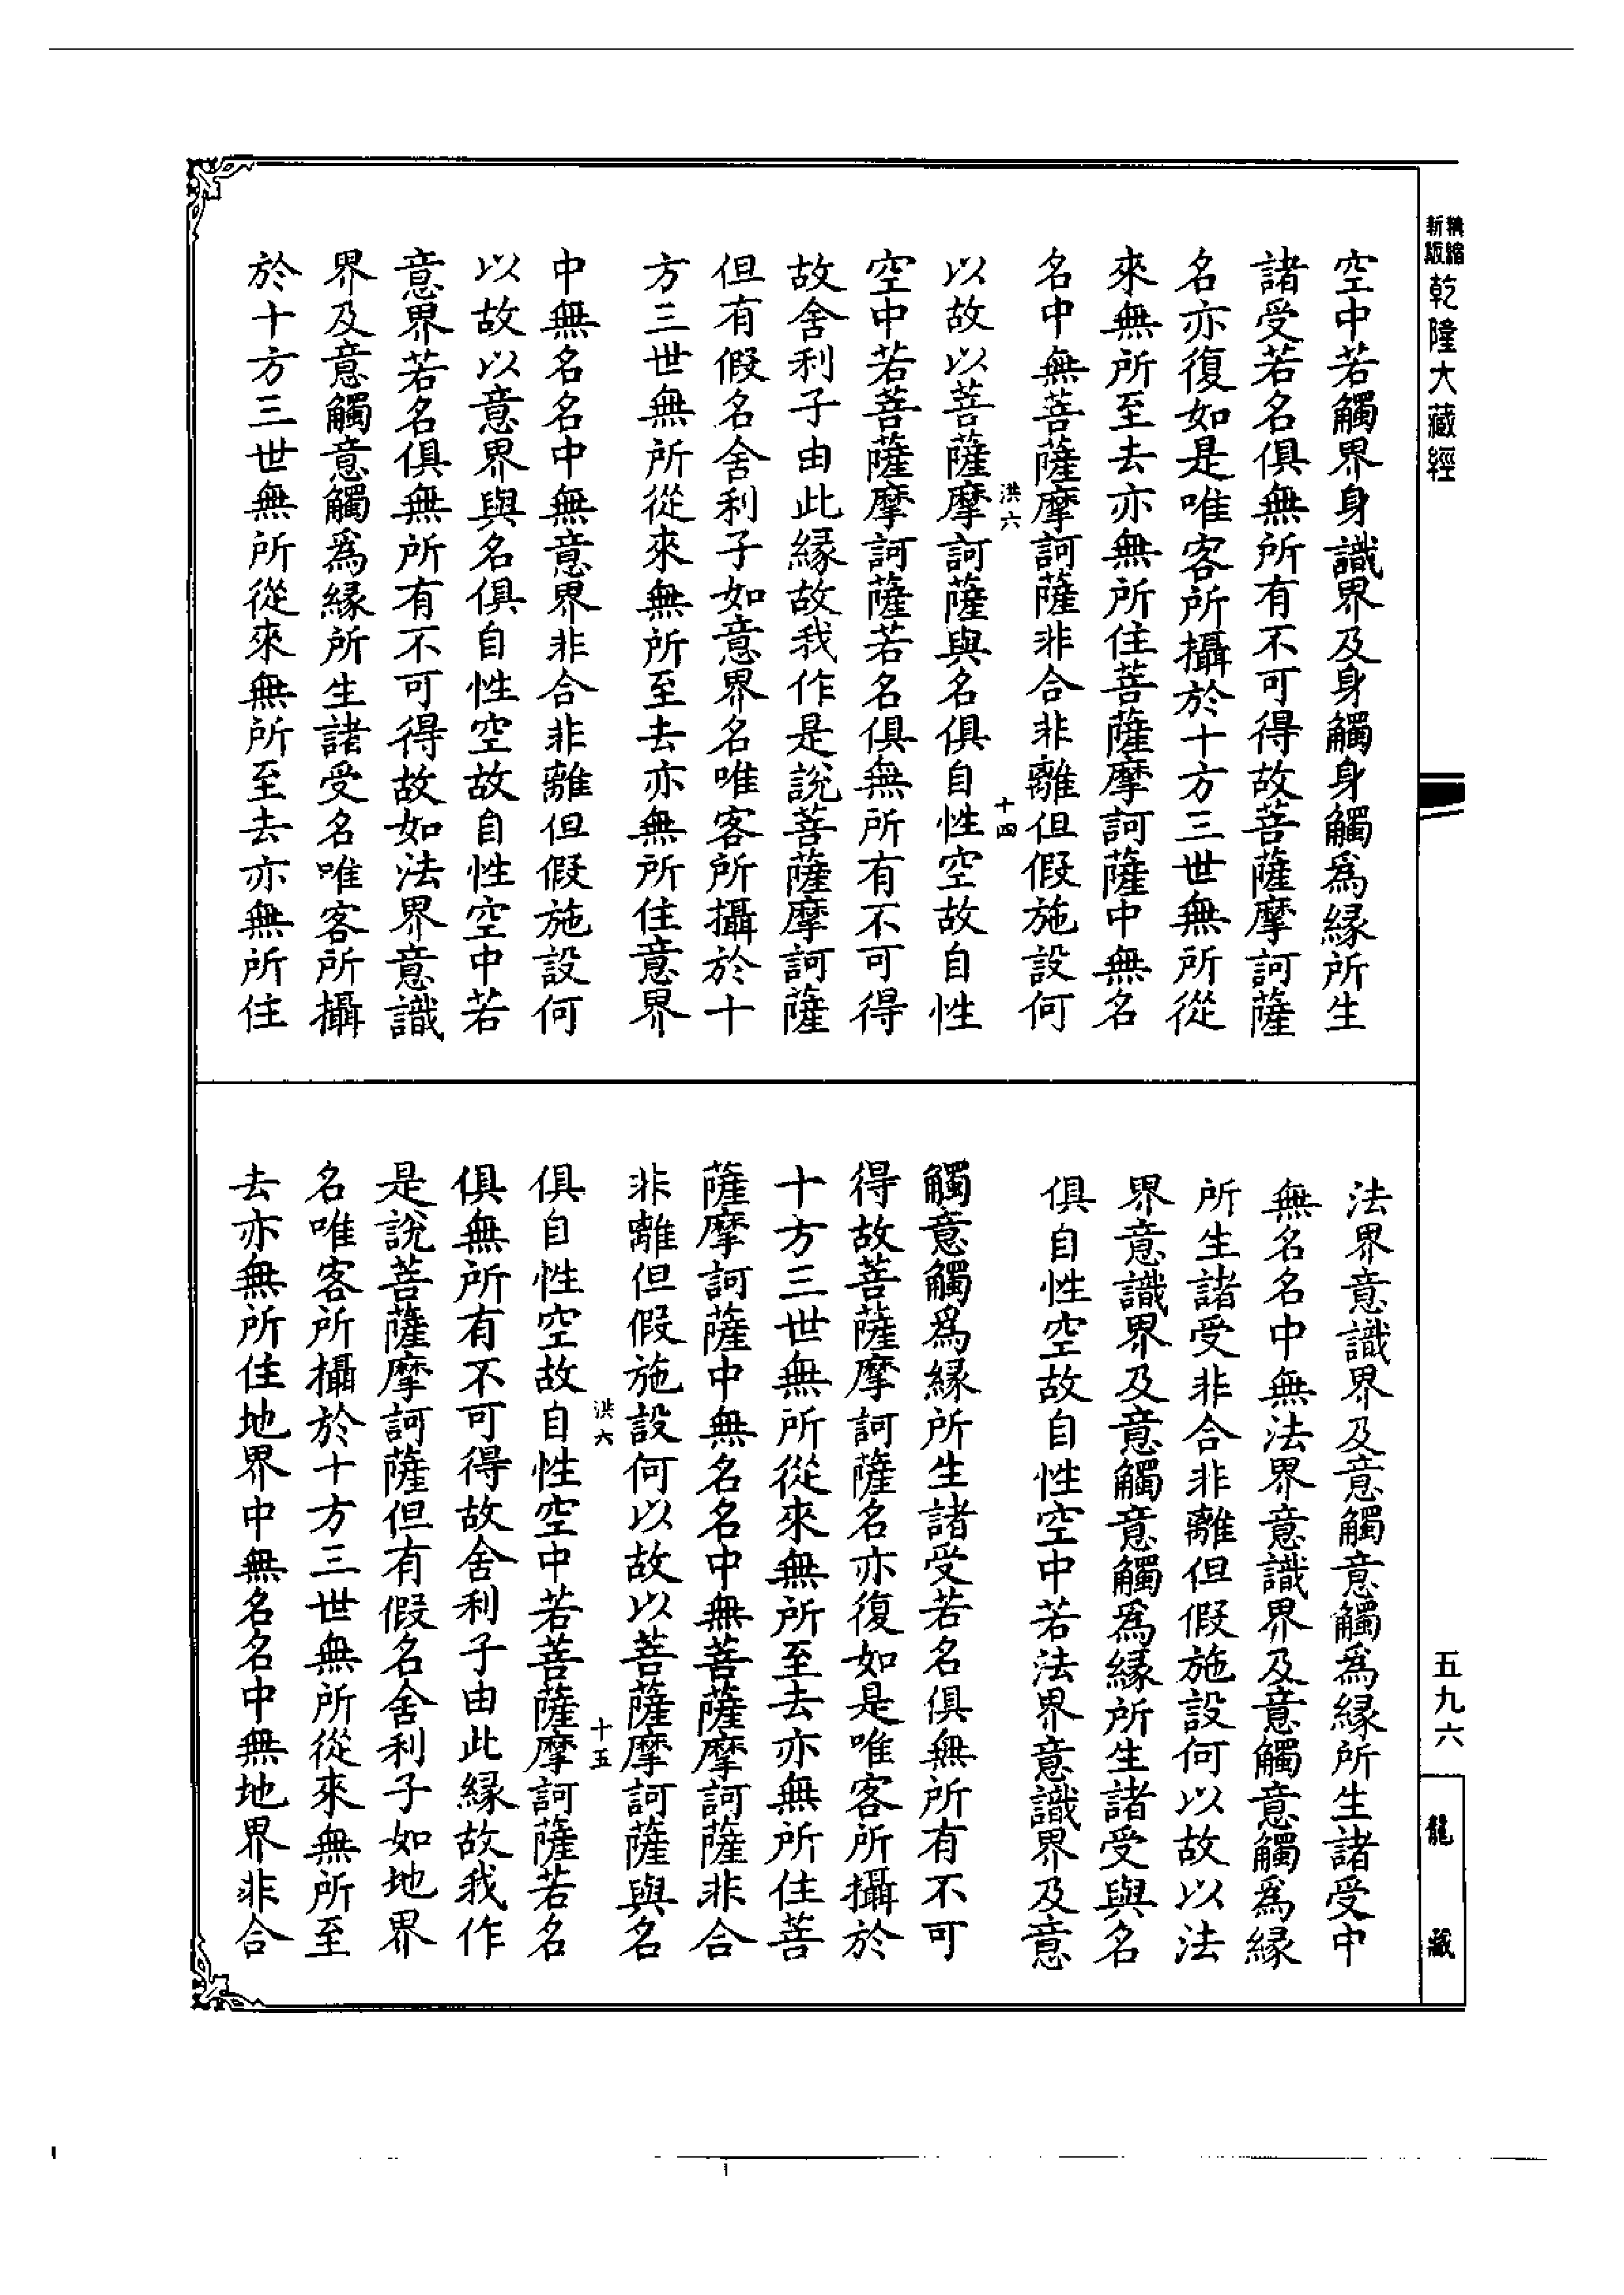 精縮新版乾隆大藏經
空中若觸界身識界及身觸身觸爲緣所生
諸受若名俱無所有不可得故菩薩摩訶薩
名亦復如是唯客所攝於十方三世無所從
來無所至去亦無所住菩薩摩訶薩中無名
名中無菩薩摩訶薩非合非離但假施設何
洪六 十四
以故以菩薩摩訶薩與名俱自性空故自性
空中若菩薩摩訶薩若名俱無所有不可得
故舍利子由此緣故我作是說菩薩摩訶薩
但有假名舍利子如意界名唯客所攝於十
方三世無所從來無所至去亦無所住意界
中無名名中無意界非合非離但假施設何
以故以意界與名俱自性空故自性空中若
意界若名俱無所有不可得故如法界意識
界及意觸意觸爲緣所生諸受名唯客所攝
於十方三世無所從來無所至去亦無所住
法界意識界及意觸意觸爲緣所生諸受中
無名名中無法界意識界及意觸意觸爲緣
所生諸受非合非離但假施設何以故以法
界意識界及意觸意觸爲緣所生諸受與名
俱自性空故自性空中若法界意識界及意
觸意觸爲緣所生諸受若名俱無所有不可
得故菩薩摩訶薩名亦復如是唯客所攝於
十方三世無所從來無所至去亦無所住菩
薩摩訶薩中無名名中無菩薩摩訶薩非合
非離但假施設何以故以菩薩摩訶薩與名
洪六 十五
俱自性空故自性空中若菩薩摩訶薩若名
俱無所有不可得故舍利子由此緣故我作
是說菩薩摩訶薩但有假名舍利子如地界
名唯客所攝於十方三世無所從來無所至
去亦無所住地界中無名名中無地界非合
五九六
龍藏